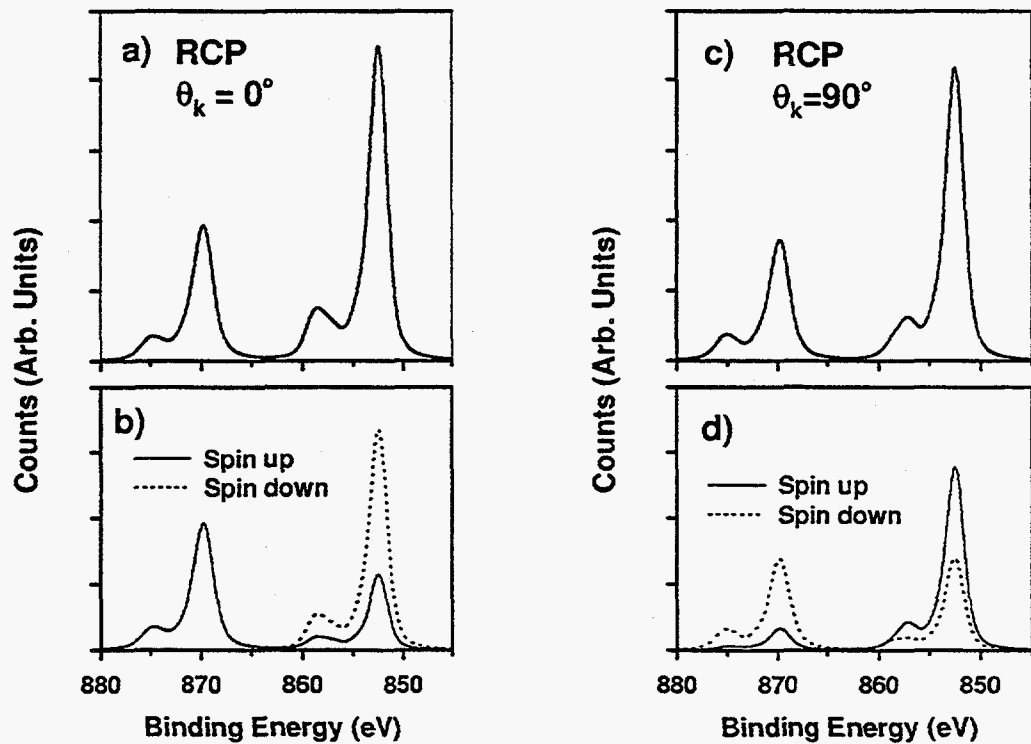 a) RCP
θk = 0°
c) RCP
θk=90°
Counts (Arb. Units)
Counts (Arb. Units)
b)
Spin up
Spin down
d)
Spin up
Spin down
880 870 860 850
880 870 860 850
Binding Energy (eV)
Binding Energy (eV)